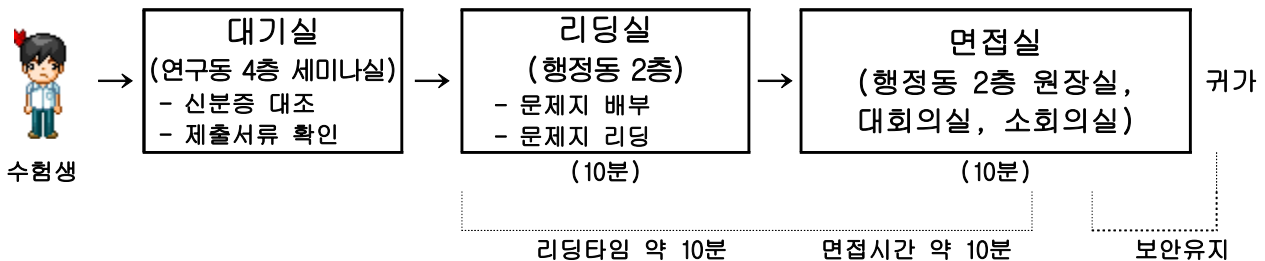 수험생
→
대기실
(연구동 4층 세미나실)
- 신분증 대조
- 제출서류 확인
→
리딩실
(행정동 2층)
- 문제지 배부
- 문제지 리딩
(10분)
→
면접실
(행정동 2층 원장실,
대회의실, 소회의실)
(10분)
귀가
리딩타임 약 10분
면접시간 약 10분
보안유지